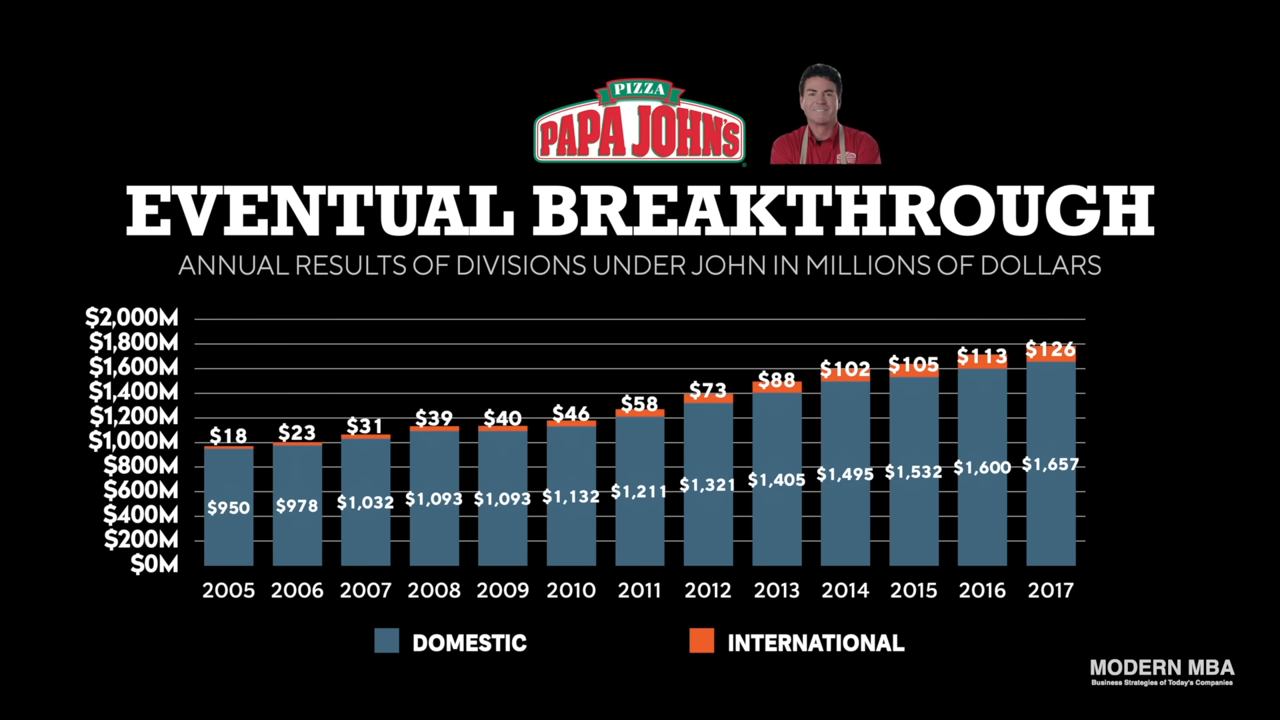 PIZZA
PAPA JOHN'S
EVENTUAL BREAKTHROUGH
ANNUAL RESULTS OF DIVISIONS UNDER JOHN IN MILLIONS OF DOLLARS
$2,000M
$1,800M
$1,600M
$1,400M
$1,200M
$1,000M
$800M
$600M
$400M
$200M
$0M
$18 $23 $31 $39 $40 $46 $58 $73 $88 $102 $105 $113 $126
$950 $978 $1,032 $1,093 $1,093 $1,132 $1,211 $1,321 $1,405 $1,495 $1,532 $1,600 $1,657
2005 2006 2007 2008 2009 2010 2011 2012 2013 2014 2015 2016 2017
DOMESTIC INTERNATIONAL
MODERN MBA
Business Strategies of Today's Companies